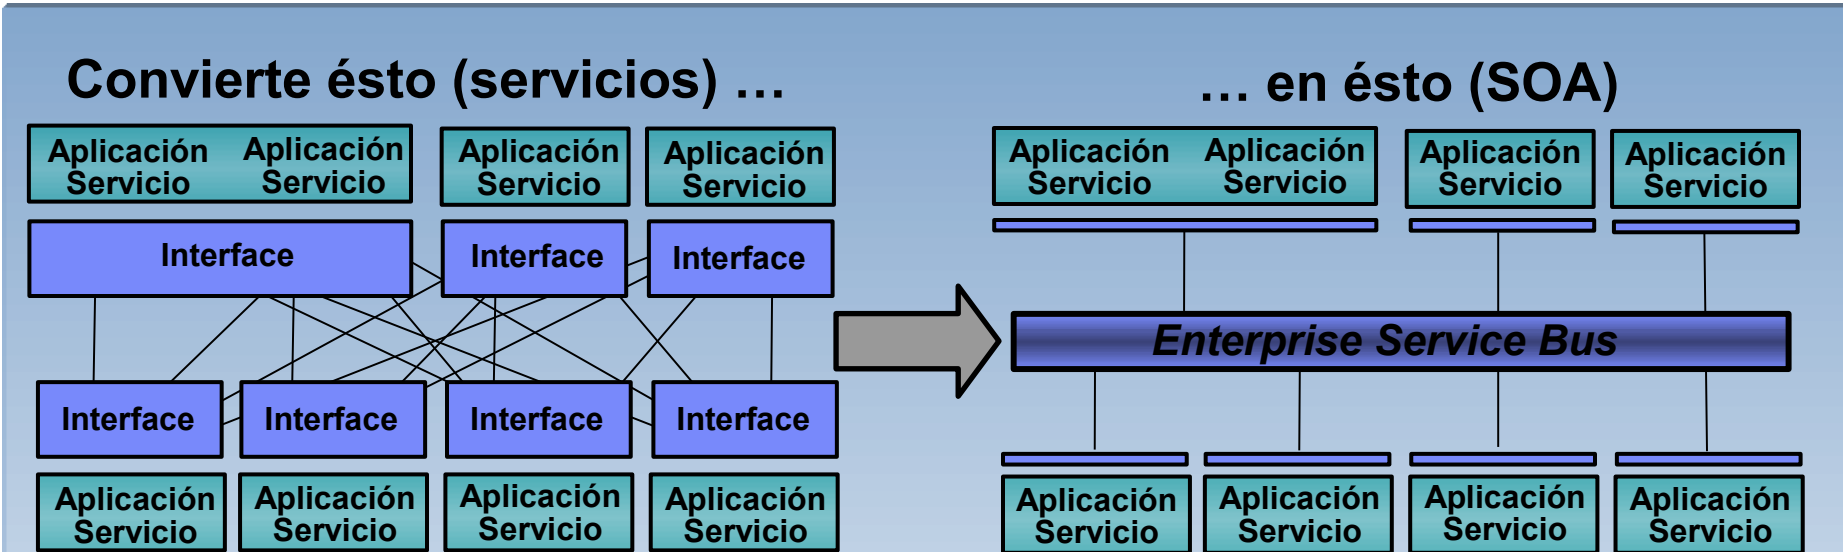 Convierte ésto (servicios) …
Aplicación Aplicación Aplicación Aplicación
Servicio Servicio Servicio Servicio
Interface Interface Interface
Interface Interface Interface Interface
Aplicación Aplicación Aplicación Aplicación
Servicio Servicio Servicio Servicio
… en ésto (SOA)
Aplicación Aplicación Aplicación Aplicación
Servicio Servicio Servicio Servicio
Enterprise Service Bus
Aplicación Aplicación Aplicación Aplicación
Servicio Servicio Servicio Servicio